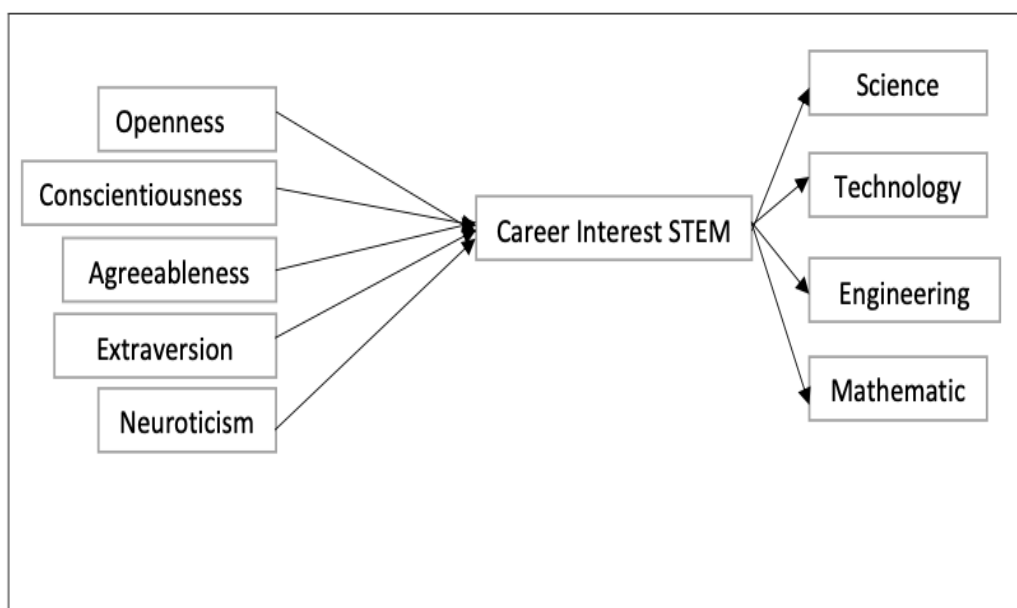 Openness
Conscientiousness
Agreeableness
Extraversion
Neuroticism
Career Interest STEM
Science
Technology
Engineering
Mathematic